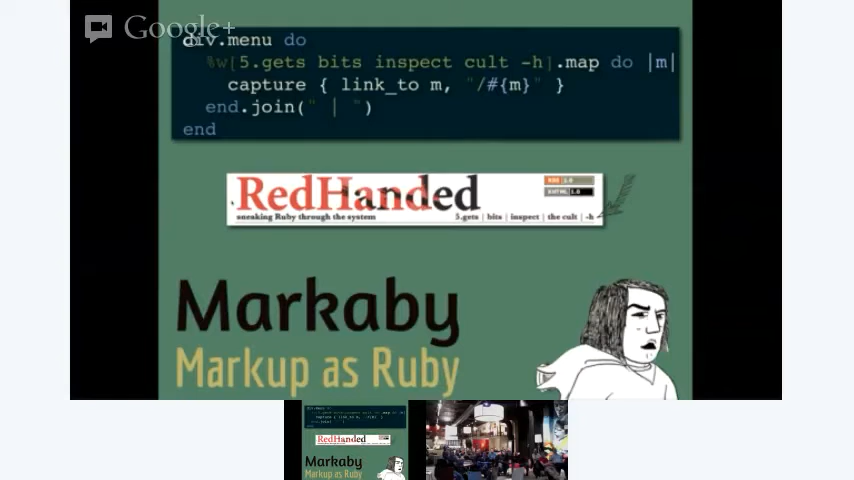 Google+
div.menu do
%w[5.gets bits inspect cult -h].map do |m|
capture { link_to m, "/#{m}" }
end.join(" | ")
end
RedHanded
sneaking Ruby through the system
5.gets | bits | inspect | the cult | -h
Markaby
Markup as Ruby
RedHanded
Markaby
Markup as Ruby